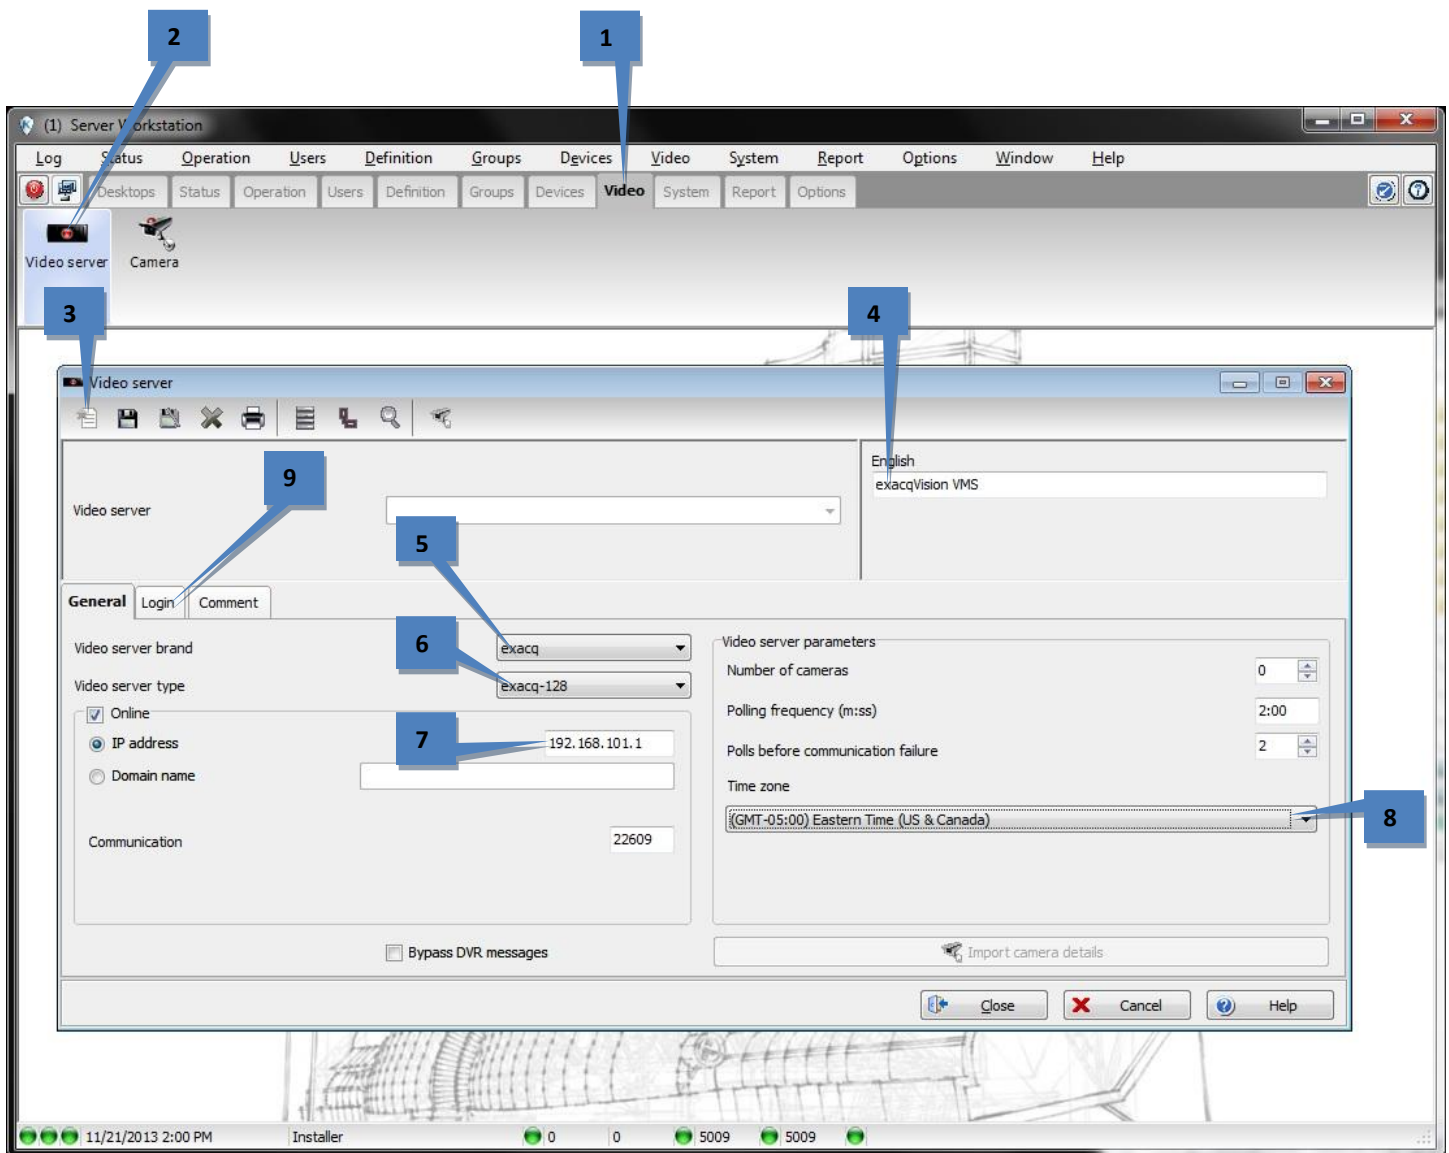 2
1
(1) Server Workstation
Log Status Operation Users Definition Groups Devices Video System Report Options Window Help
Desktops Status Operation Users Definition Groups Devices Video System Report Options
Video server Camera
3
4
Video server
English
exacqVision VMS
9
Video server
5
General Login Comment
Video server brand exacq
6
Video server type exacq-128
Online
IP address 192.168.101.1
7
Domain name
Communication 22609
Bypass DVR messages
Video server parameters
Number of cameras 0
Polling frequency (m:ss) 2:00
Polls before communication failure 2
Time zone
(GMT-05:00) Eastern Time (US & Canada)
8
Import camera details
Close Cancel Help
11/21/2013 2:00 PM Installer 0 0 5009 5009